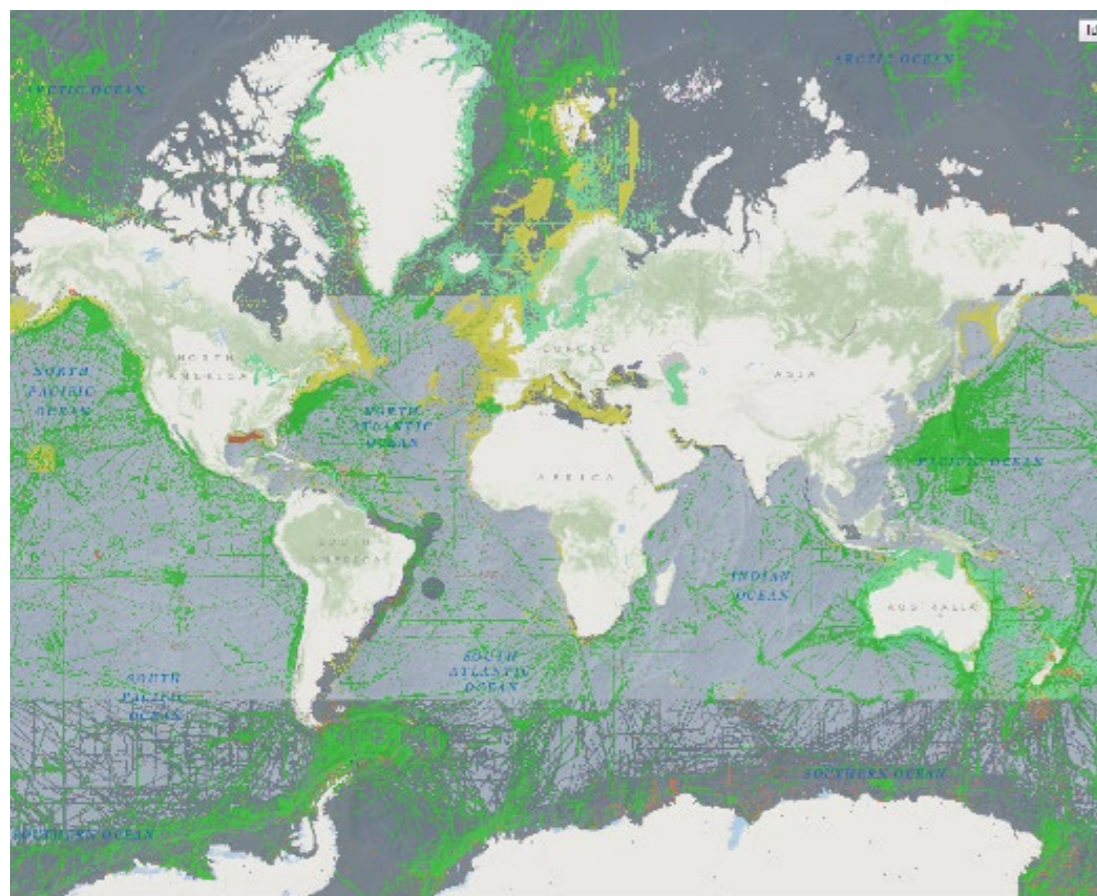 ARCTIC OCEAN
ARCTIC OCEAN
NORTH
AMERICA
EUROPE
ASIA
NORTH
PACIFIC
OCEAN
NORTH
ATLANTIC
OCEAN
AFRICA
PACIFIC OCEAN
SOUTH
AMERICA
INDIAN
OCEAN
AUSTRALIA
SOUTH
PACIFIC
OCEAN
SOUTH
ATLANTIC
OCEAN
SOUTHERN OCEAN
SOUTHERN OCEAN